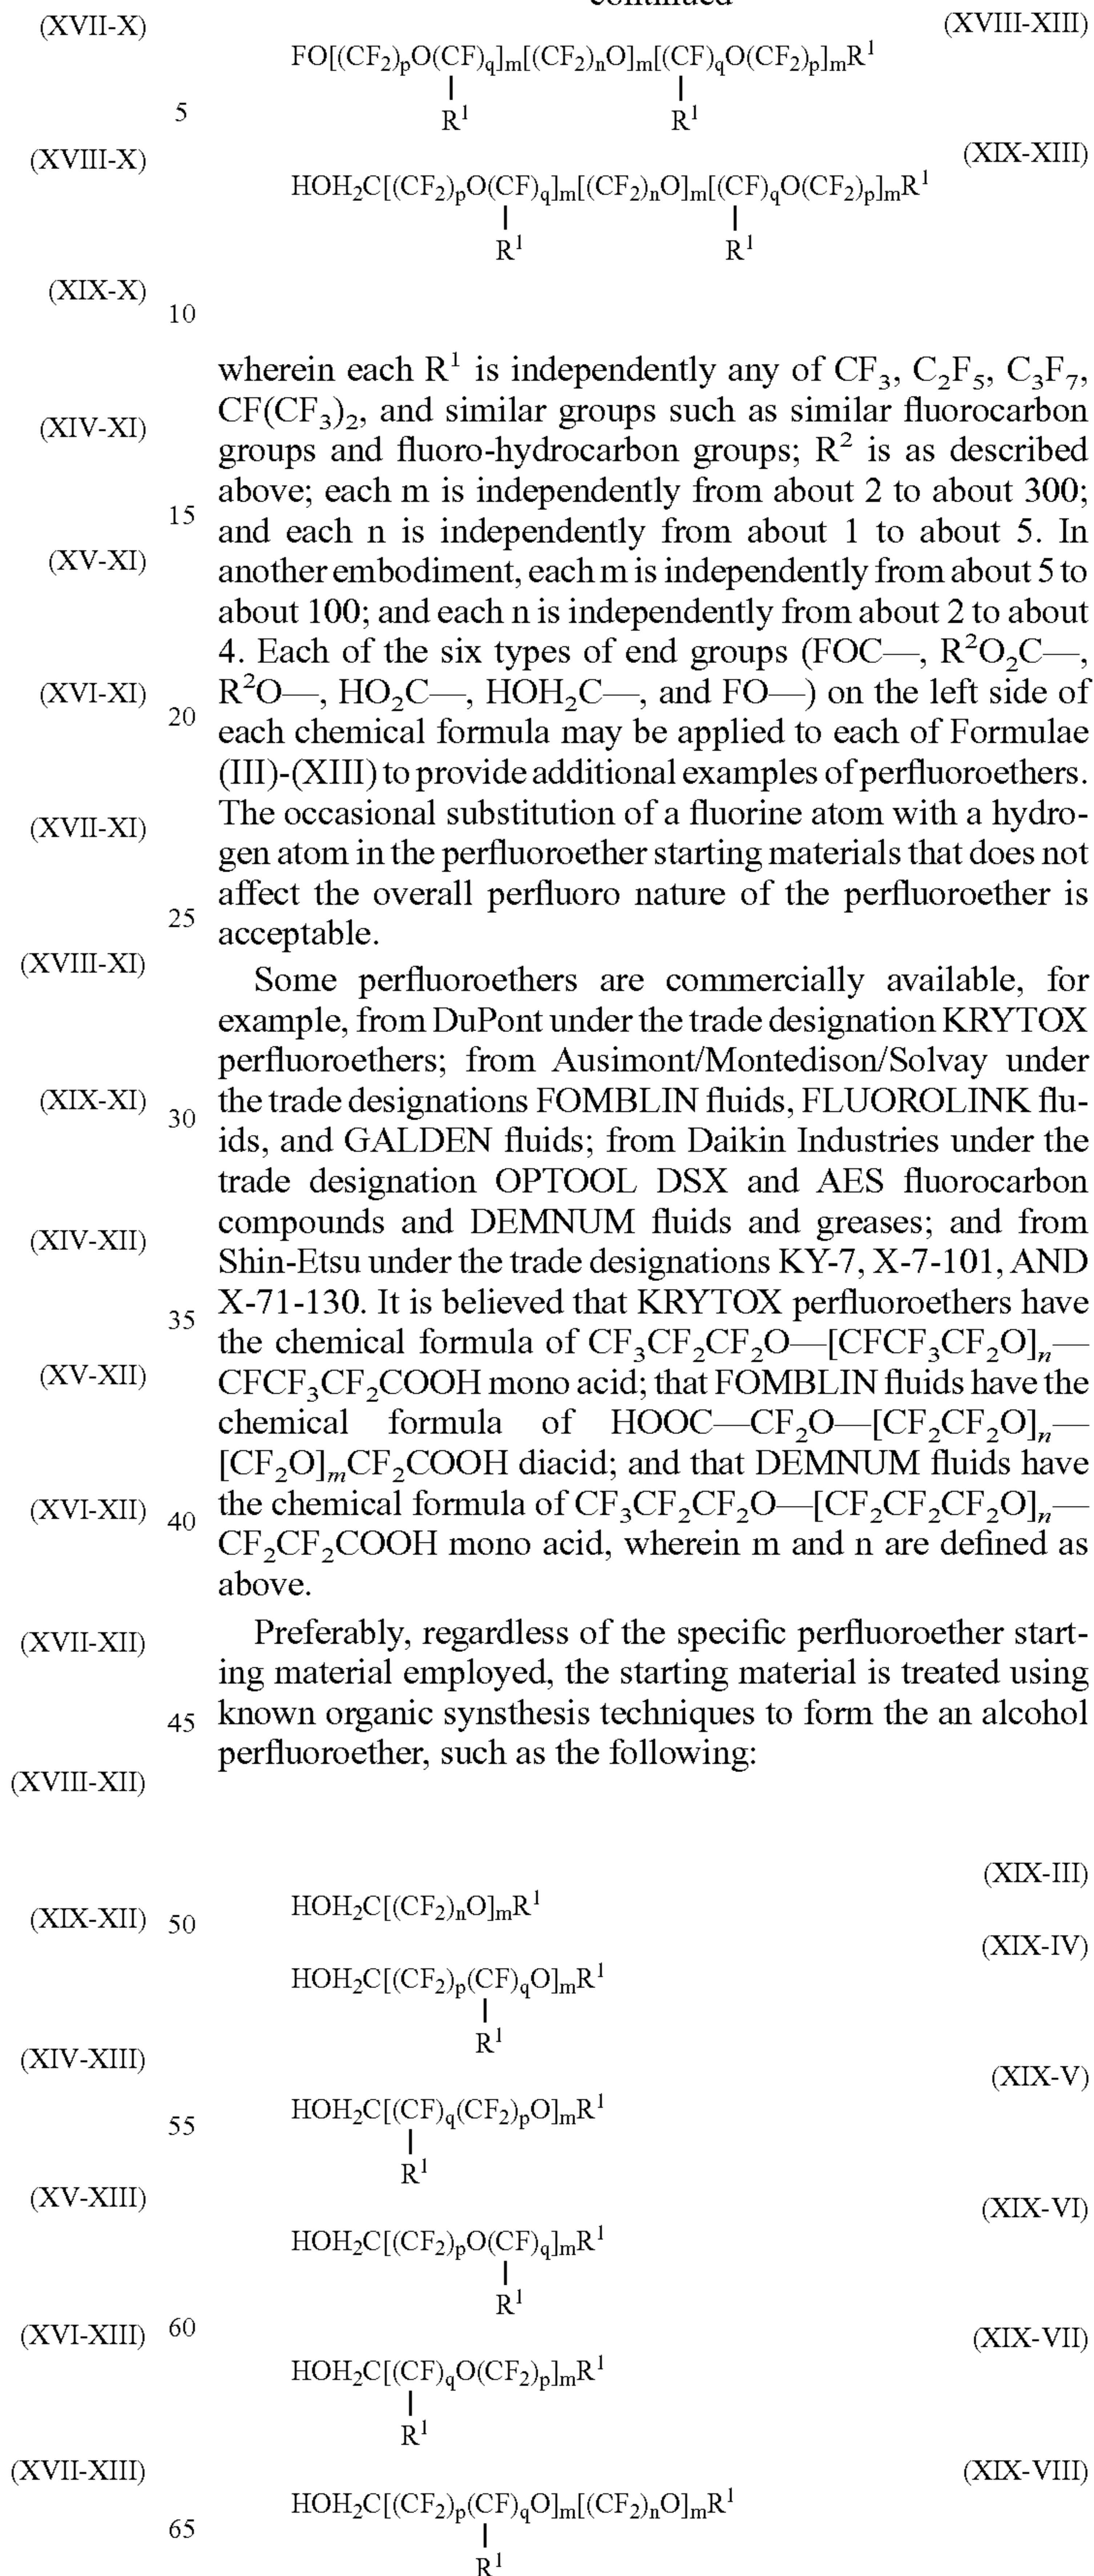 continued
(XVII-X)
(XVIII-XIII)
FO[(CF₂)ₚO(CF)q]ₘ[(CF₂)ₙO]ₘ[(CF)qO(CF₂)ₚ]ₘR¹
R¹ R¹
5
(XVIII-X)
(XIX-XIII)
HOH₂C[(CF₂)ₚO(CF)q]ₘ[(CF₂)ₙO]ₘ[(CF)qO(CF₂)ₚ]ₘR¹
R¹ R¹
(XIX-X)
10
wherein each R¹ is independently any of CF₃, C₂F₅, C₃F₇,
CF(CF₃)₂, and similar groups such as similar fluorocarbon
(XIV-XI)
groups and fluoro-hydrocarbon groups; R² is as described
above; each m is independently from about 2 to about 300;
15
and each n is independently from about 1 to about 5. In
(XV-XI)
another embodiment, each m is independently from about 5 to
about 100; and each n is independently from about 2 to about
4. Each of the six types of end groups (FOC—, R²O₂C—,
(XVI-XI)
R²O—, HO₂C—, HOH₂C—, and FO—) on the left side of
20
each chemical formula may be applied to each of Formulae
(III)-(XIII) to provide additional examples of perfluoroethers.
(XVII-XI)
The occasional substitution of a fluorine atom with a hydro-
gen atom in the perfluoroether starting materials that does not
affect the overall perfluoro nature of the perfluoroether is
25
acceptable.
(XVIII-XI)
Some perfluoroethers are commercially available, for
example, from DuPont under the trade designation KRYTOX
perfluoroethers; from Ausimont/Montedison/Solvay under
(XIX-XI)
the trade designations FOMBLIN fluids, FLUOROLINK flu-
30
ids, and GALDEN fluids; from Daikin Industries under the
trade designation OPTOOL DSX and AES fluorocarbon
(XIV-XII)
compounds and DEMNUM fluids and greases; and from
Shin-Etsu under the trade designations KY-7, X-7-101, AND
35
X-71-130. It is believed that KRYTOX perfluoroethers have
the chemical formula of CF₃CF₂CF₂O—[CFCF₃CF₂O]ₙ—
(XV-XII)
CFCF₃CF₂COOH mono acid; that FOMBLIN fluids have the
chemical formula of HOOC—CF₂O—[CF₂CF₂O]ₙ—
[CF₂O]ₘCF₂COOH diacid; and that DEMNUM fluids have
(XVI-XII)
the chemical formula of CF₃CF₂CF₂O—[CF₂CF₂CF₂O]ₙ—
40
CF₂CF₂COOH mono acid, wherein m and n are defined as
above.
(XVII-XII)
Preferably, regardless of the specific perfluoroether start-
ing material employed, the starting material is treated using
45
known organic synsthesis techniques to form the an alcohol
perfluoroether, such as the following:
(XVIII-XII)
(XIX-III)
HOH₂C[(CF₂)ₙO]ₘR¹
(XIX-XII)
50
(XIX-IV)
HOH₂C[(CF₂)ₚ(CF)qO]ₘR¹
R¹
(XIV-XIII)
(XIX-V)
HOH₂C[(CF)q(CF₂)ₚO]ₘR¹
R¹
55
(XV-XIII)
(XIX-VI)
HOH₂C[(CF₂)ₚO(CF)q]ₘR¹
R¹
(XVI-XIII)
60
(XIX-VII)
HOH₂C[(CF)qO(CF₂)ₚ]ₘR¹
R¹
(XVII-XIII)
(XIX-VIII)
HOH₂C[(CF₂)ₚ(CF)qO]ₘ[(CF₂)ₙO]ₘR¹
R¹
65